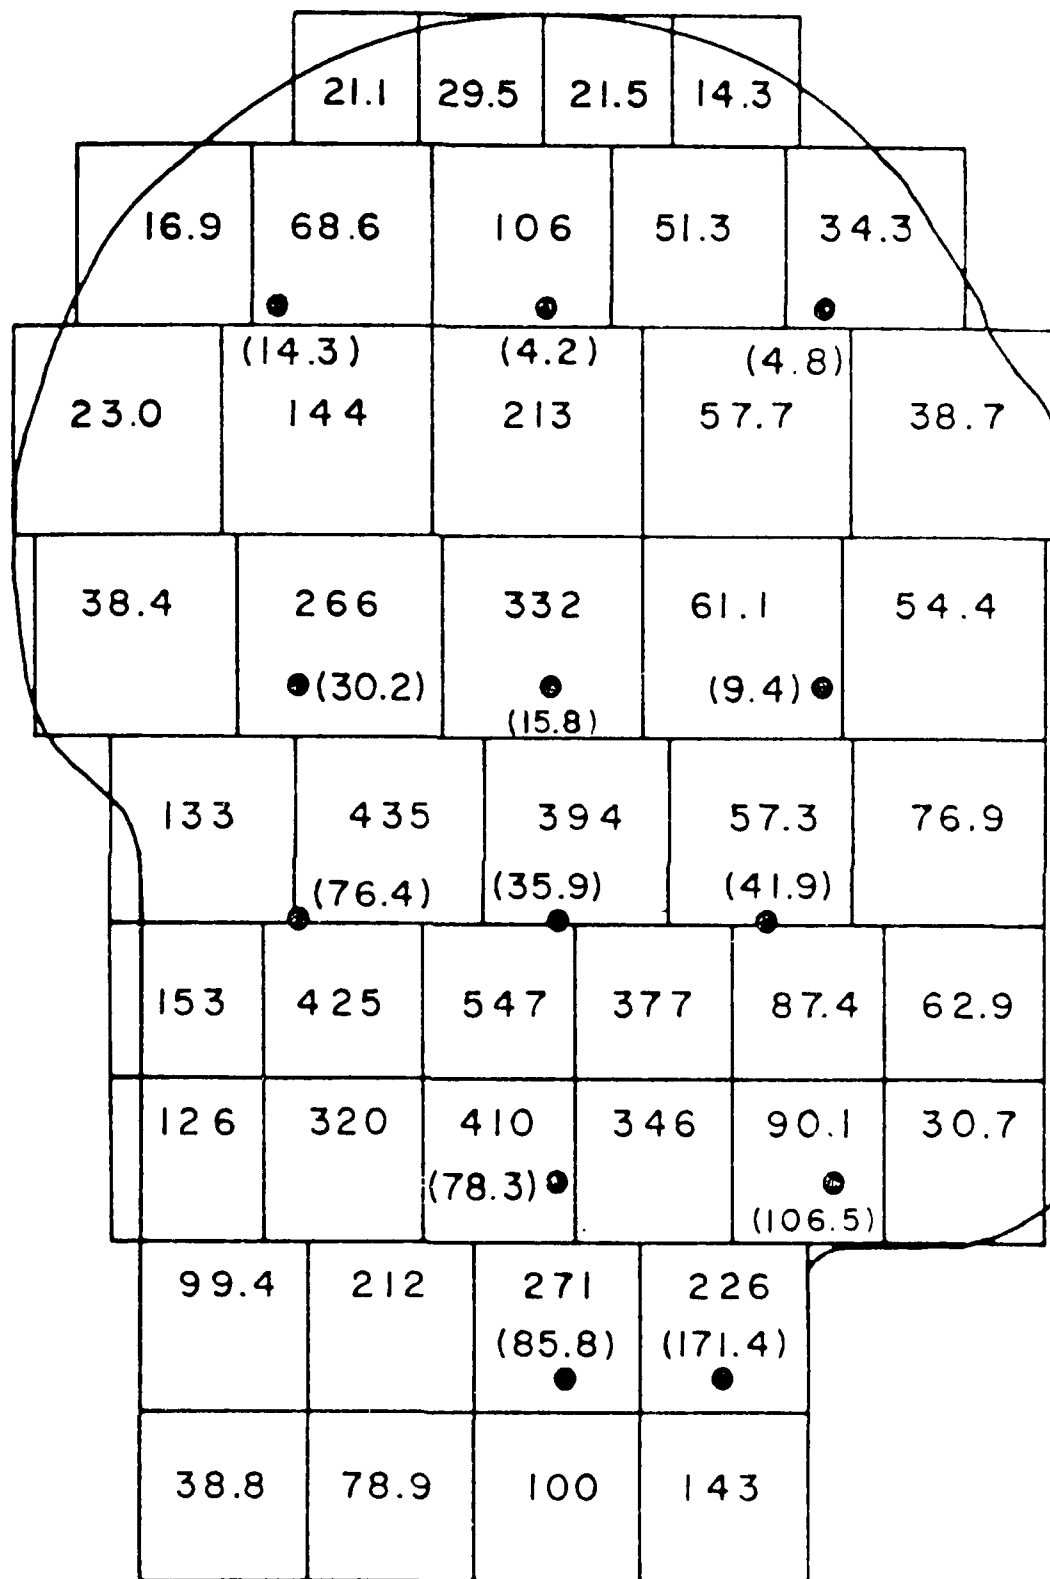 21.1 29.5 21.5 14.3
16.9 68.6 106 51.3 34.3
(14.3) (4.2) (4.8)
23.0 144 213 57.7 38.7
38.4 266 332 61.1 54.4
(30.2) (15.8) (9.4)
133 435 394 57.3 76.9
(76.4) (35.9) (41.9)
153 425 547 377 87.4 62.9
126 320 410 346 90.1 30.7
(78.3) (106.5)
99.4 212 271 226
(85.8) (171.4)
38.8 78.9 100 143